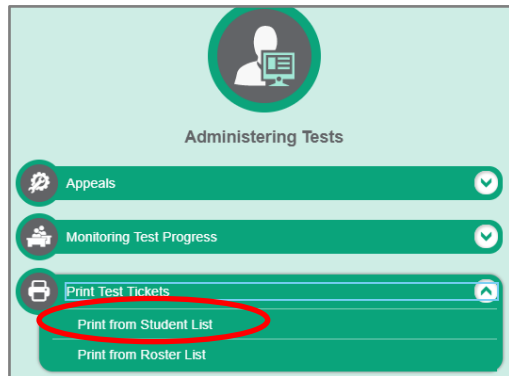 Administering Tests
Appeals
Monitoring Test Progress
Print Test Tickets
Print from Student List
Print from Roster List